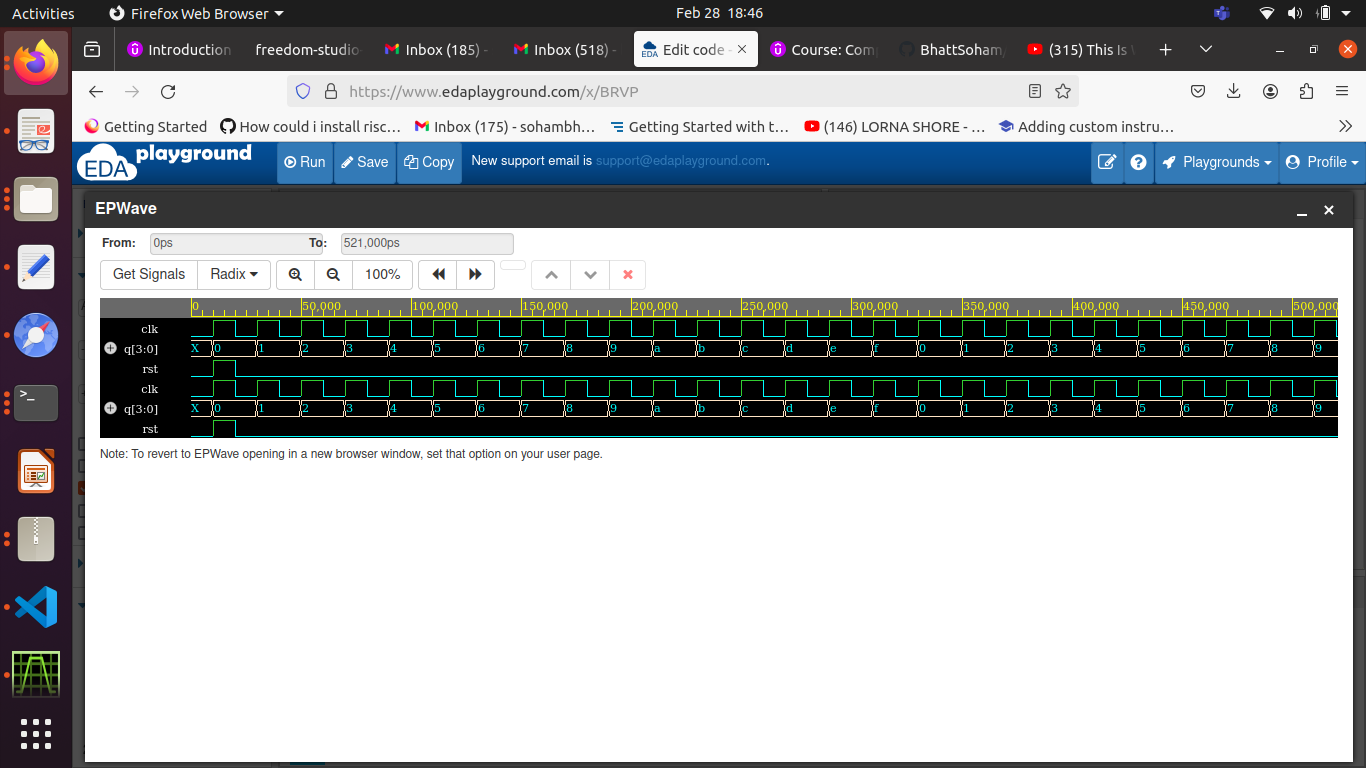 Activities Firefox Web Browser Feb 28 18:46
Introduction freedom-studio Inbox (185) - Inbox (518) - Edit code - Course: Com BhattSoham/ (315) This Is
https://www.edaplayground.com/x/BRVP
Getting Started How could i install risc… Inbox (175) - sohambh… Getting Started with t… (146) LORNA SHORE - … Adding custom instru…
EDA playground Run Save Copy New support email is support@edaplayground.com. Playgrounds Profile
EPWave
From: 0ps To: 521,000ps
Get Signals Radix 100%
0 50,000 100,000 150,000 200,000 250,000 300,000 350,000 400,000 450,000 500,000
clk
q[3:0] X 0 1 2 3 4 5 6 7 8 9 a b c d e f 0 1 2 3 4 5 6 7 8 9
rst
clk
q[3:0] X 0 1 2 3 4 5 6 7 8 9 a b c d e f 0 1 2 3 4 5 6 7 8 9
rst
Note: To revert to EPWave opening in a new browser window, set that option on your user page.